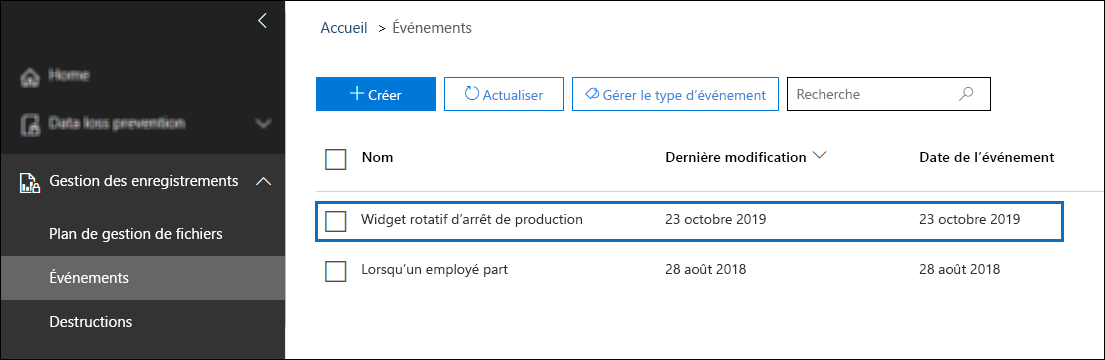 Accueil > Événements
Home
Créer
Actualiser
Gérer le type d'événement
Recherche
Data loss prevention
Nom
Dernière modification
Date de l'événement
Gestion des enregistrements
Widget rotatif d'arrêt de production
23 octobre 2019
23 octobre 2019
Plan de gestion de fichiers
Lorsqu'un employé part
28 août 2018
28 août 2018
Événements
Destructions